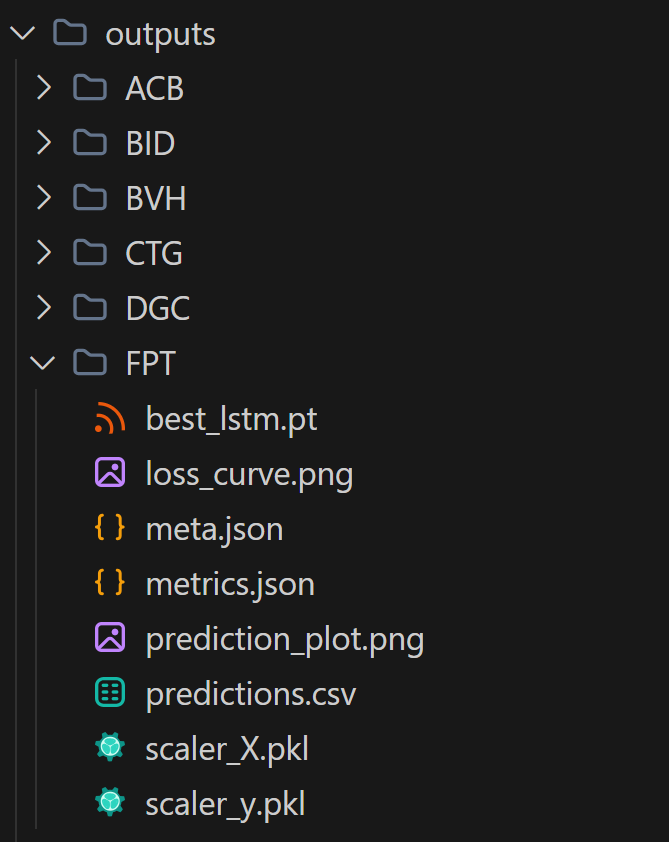 outputs
ACB
BID
BVH
CTG
DGC
FPT
best_lstm.pt
loss_curve.png
meta.json
metrics.json
prediction_plot.png
predictions.csv
scaler_X.pkl
scaler_y.pkl